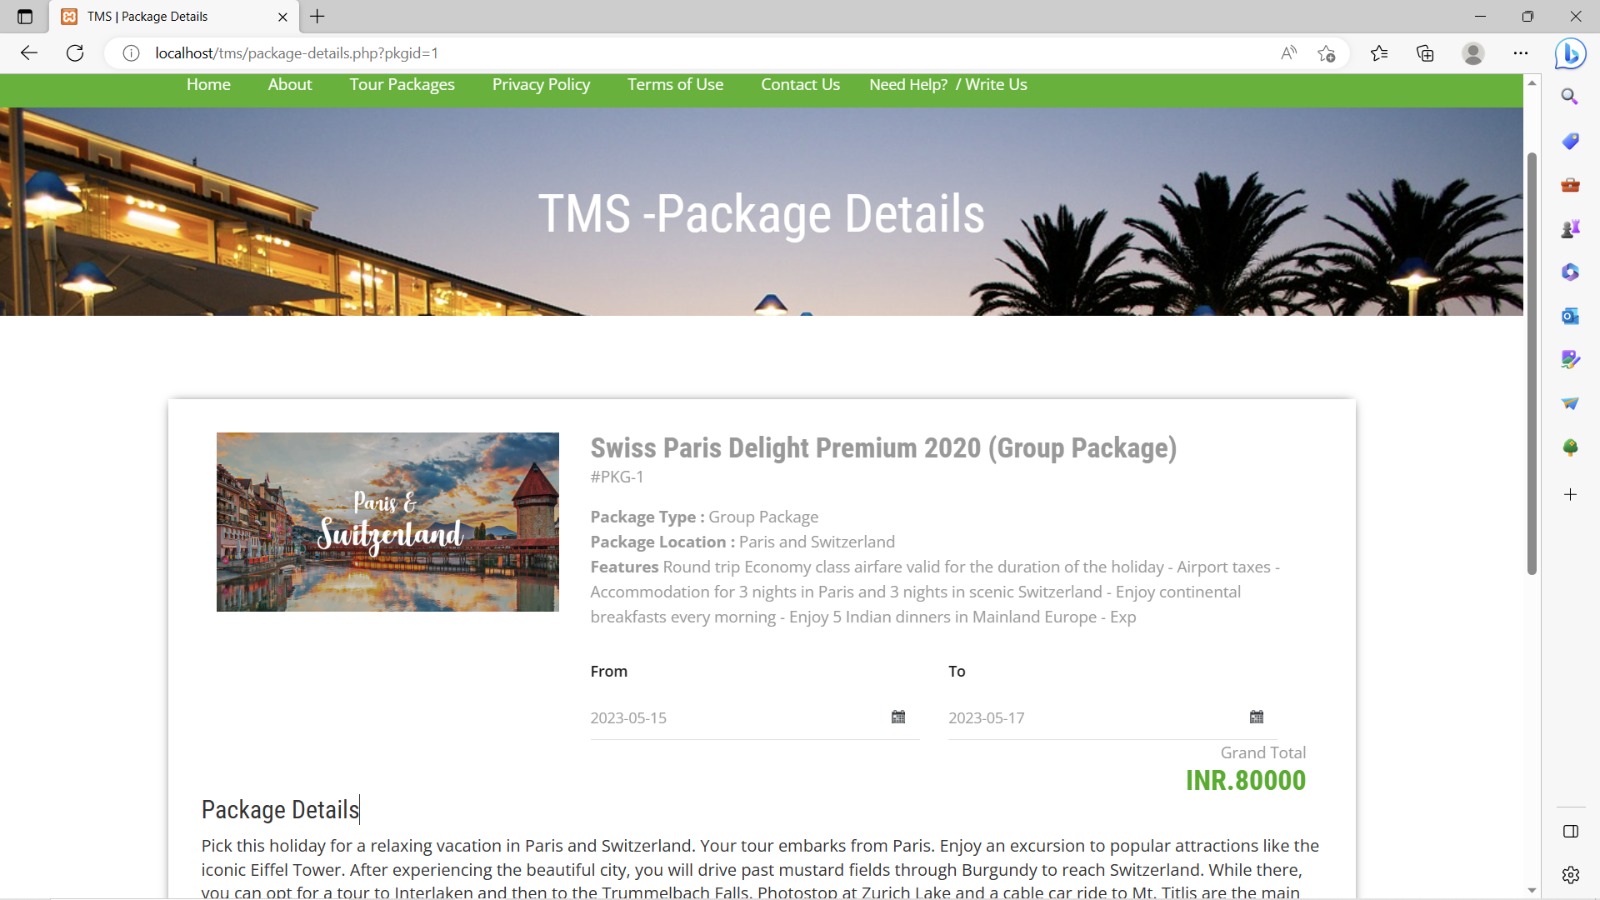 TMS | Package Details
localhost/tms/package-details.php?pkgid=1
Home About Tour Packages Privacy Policy Terms of Use Contact Us Need Help? / Write Us
TMS -Package Details
Paris &
Switzerland
Swiss Paris Delight Premium 2020 (Group Package)
#PKG-1
Package Type : Group Package
Package Location : Paris and Switzerland
Features Round trip Economy class airfare valid for the duration of the holiday - Airport taxes -
Accommodation for 3 nights in Paris and 3 nights in scenic Switzerland - Enjoy continental
breakfasts every morning - Enjoy 5 Indian dinners in Mainland Europe - Exp
From To
2023-05-15 2023-05-17
Grand Total
INR.80000
Package Details
Pick this holiday for a relaxing vacation in Paris and Switzerland. Your tour embarks from Paris. Enjoy an excursion to popular attractions like the
iconic Eiffel Tower. After experiencing the beautiful city, you will drive past mustard fields through Burgundy to reach Switzerland. While there,
you can opt for a tour to Interlaken and then to the Trummelbach Falls. Photostop at Zurich Lake and a cable car ride to Mt. Titlis are the main